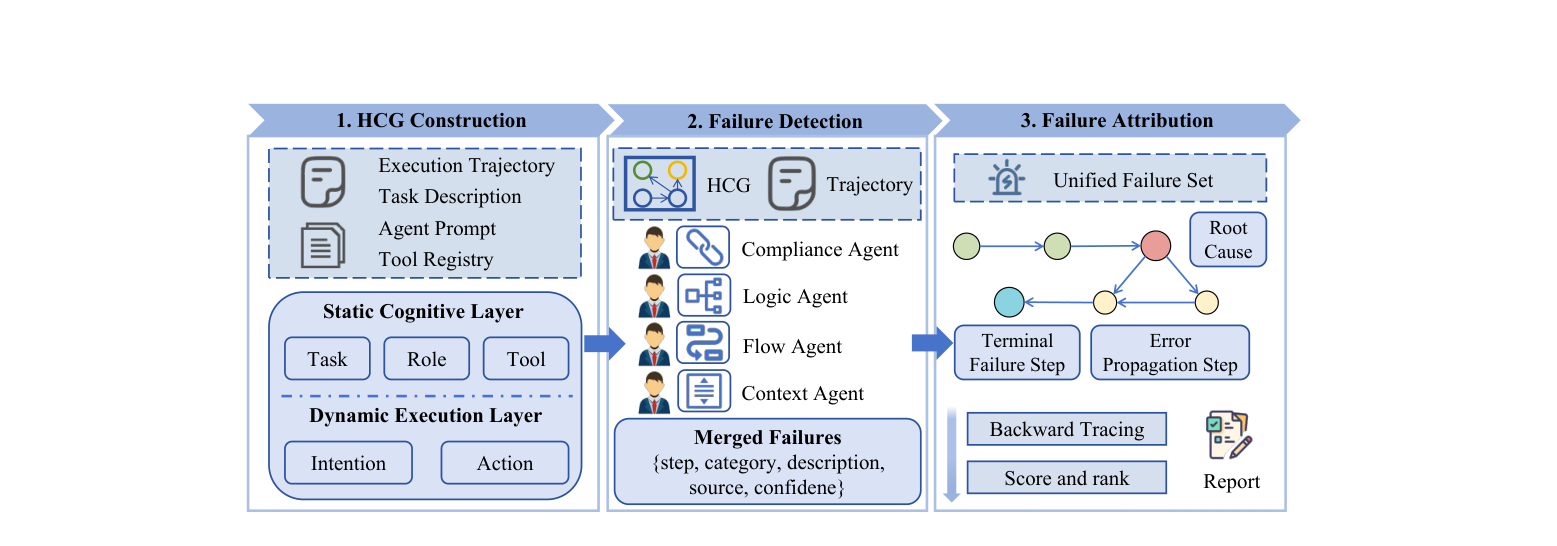 1. HCG Construction
Execution Trajectory
Task Description
Agent Prompt
Tool Registry
Static Cognitive Layer
Task
Role
Tool
Dynamic Execution Layer
Intention
Action
2. Failure Detection
HCG
Trajectory
Compliance Agent
Logic Agent
Flow Agent
Context Agent
Merged Failures
{step, category, description,
source, confidene}
3. Failure Attribution
Unified Failure Set
Root
Cause
Terminal
Failure Step
Error
Propagation Step
Backward Tracing
Score and rank
Report